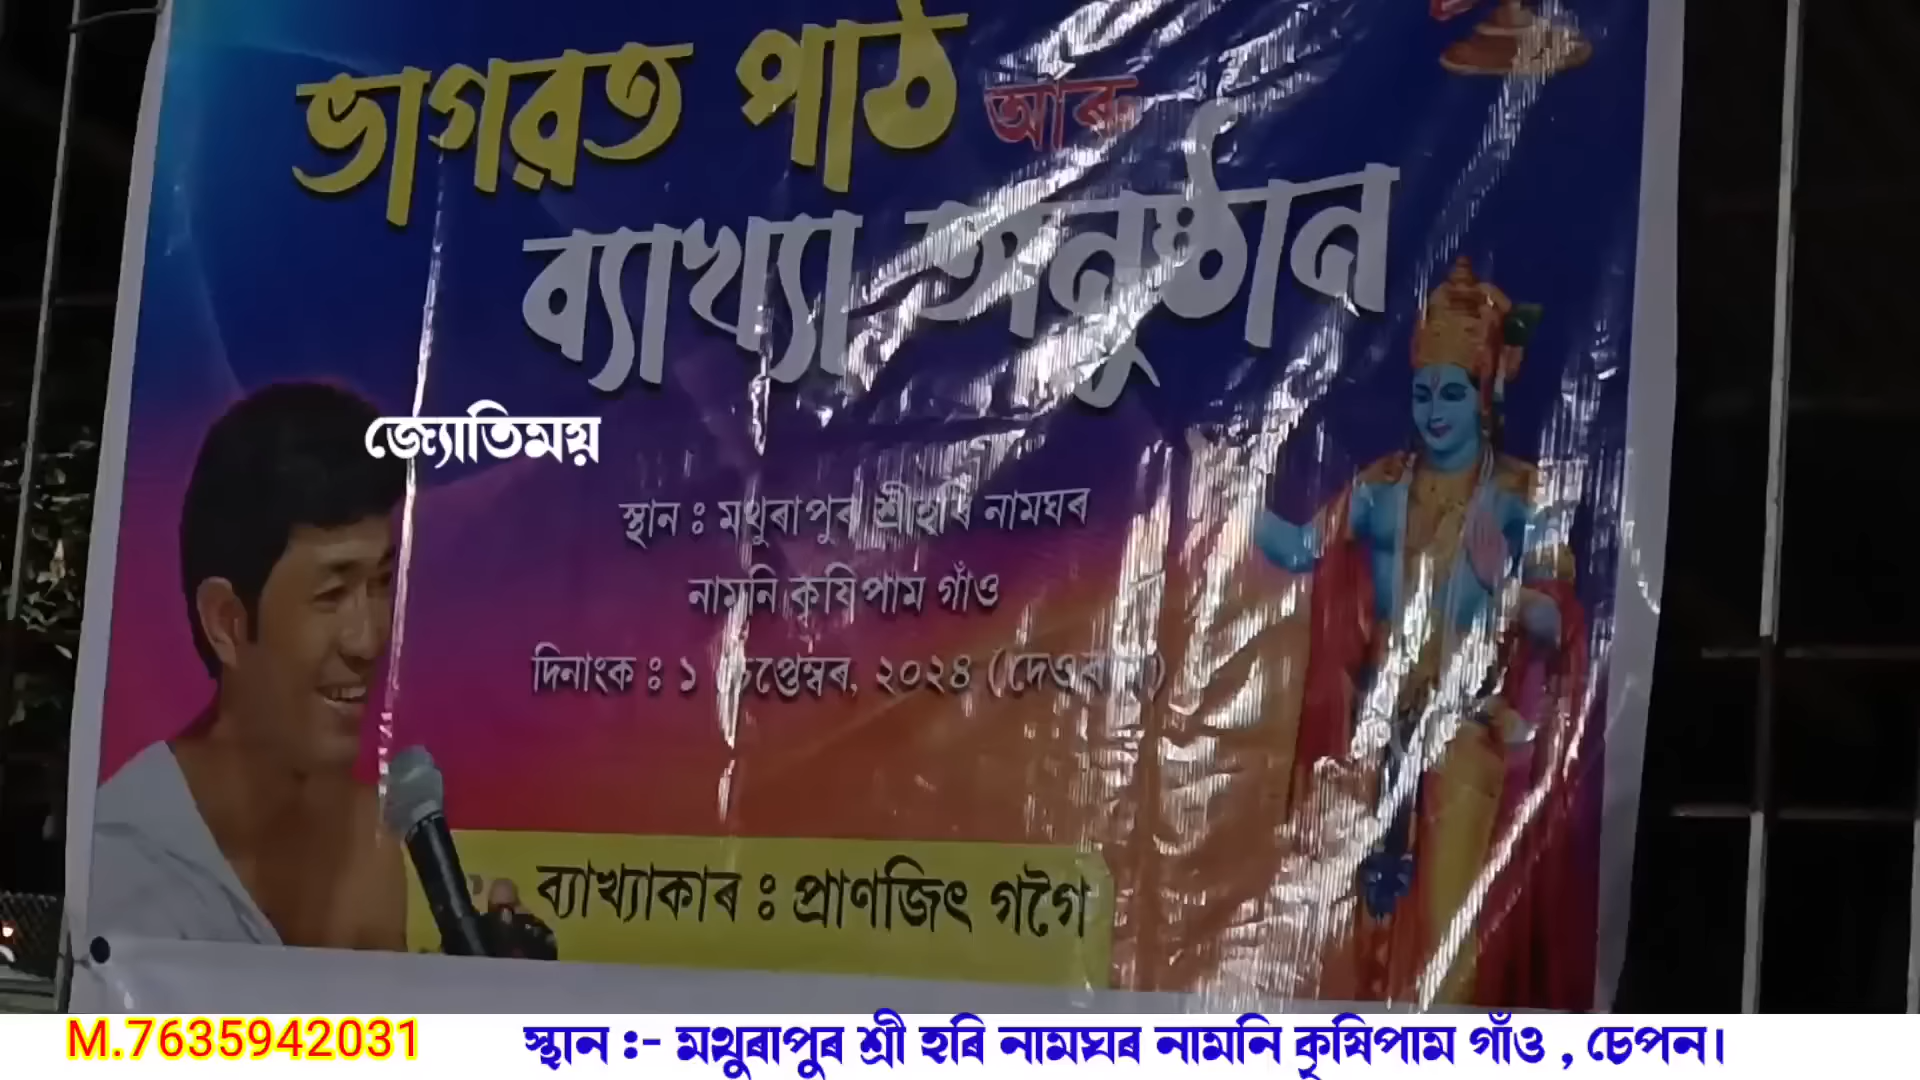 ভাগৱত পাঠ আৰু
ব্যাখ্যা অনুষ্ঠান
জ্যোতিময়
স্থান : মথুৰাপুৰ শ্ৰীহৰি নামঘৰ
নামনি কৃষিপাম গাঁও
দিনাংক : ১ চেপ্তেম্বৰ, ২০২৪ (দেওবাৰ)
ব্যাখ্যাকাৰ : প্ৰাণজিৎ গগৈ
M.7635942031
স্থান :- মথুৰাপুৰ শ্ৰী হৰি নামঘৰ নামনি কৃষিপাম গাঁও , চেপন।